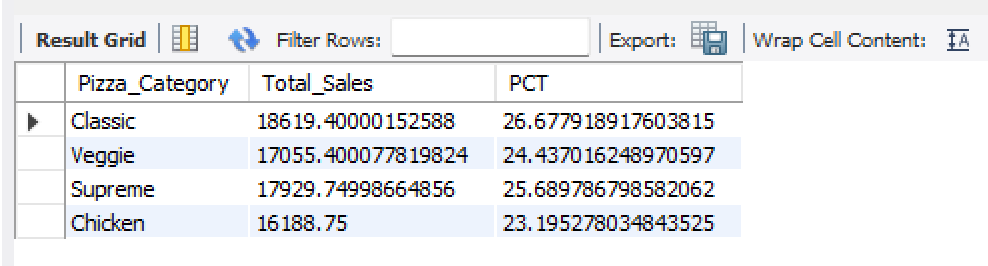 Result Grid Filter Rows: Export: Wrap Cell Content: IA
Pizza_Category Total_Sales PCT
Classic 18619.40000152588 26.677918917603815
Veggie 17055.400077819824 24.437016248970597
Supreme 17929.74998664856 25.689786798582062
Chicken 16188.75 23.195278034843525